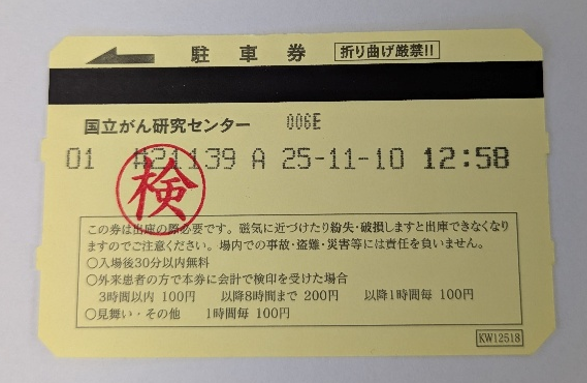 駐車券 折り曲げ厳禁!!
国立がん研究センター 006E
01 #21139 A 25-11-10 12:58
検
この券は出庫の際必要です。磁気に近づけたり紛失・破損しますと出庫できなくなり
ますのでご注意ください。場内での事故・盗難・災害等には責任を負いません。
○入場後30分以内無料
○外来患者の方で本券に会計で検印を受けた場合
3時間以内 100円 以降8時間まで 200円 以降1時間毎 100円
○見舞い・その他 1時間毎 100円
KW12518